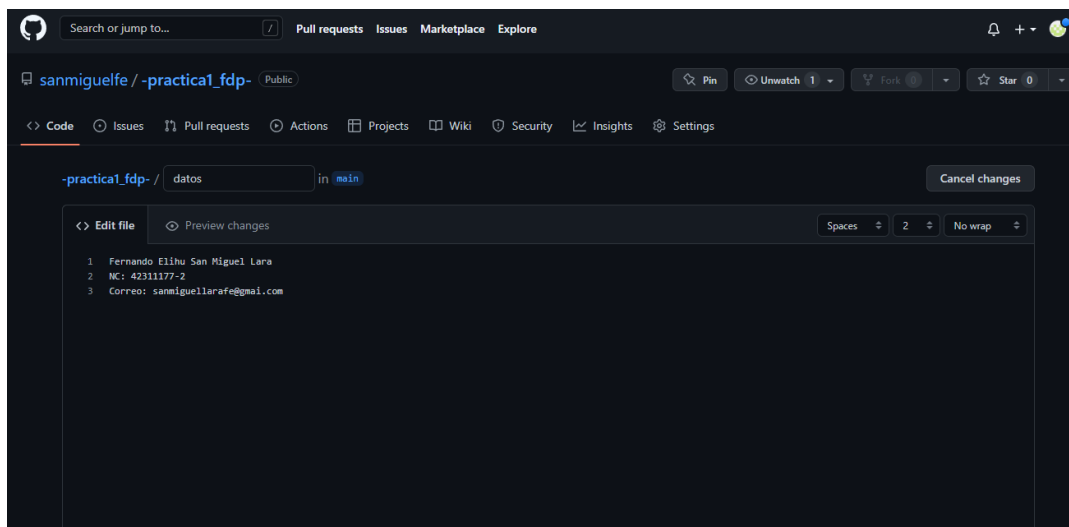 Search or jump to... / Pull requests Issues Marketplace Explore
sanmiguelfe / -practica1_fdp- Public Pin Unwatch 1 Fork 0 Star 0
Code Issues Pull requests Actions Projects Wiki Security Insights Settings
-practica1_fdp- / datos in main Cancel changes
<> Edit file Preview changes Spaces 2 No wrap
1 Fernando Elihu San Miguel Lara
2 NC: 42311177-2
3 Correo: sanmiguellarafe@gmai.com